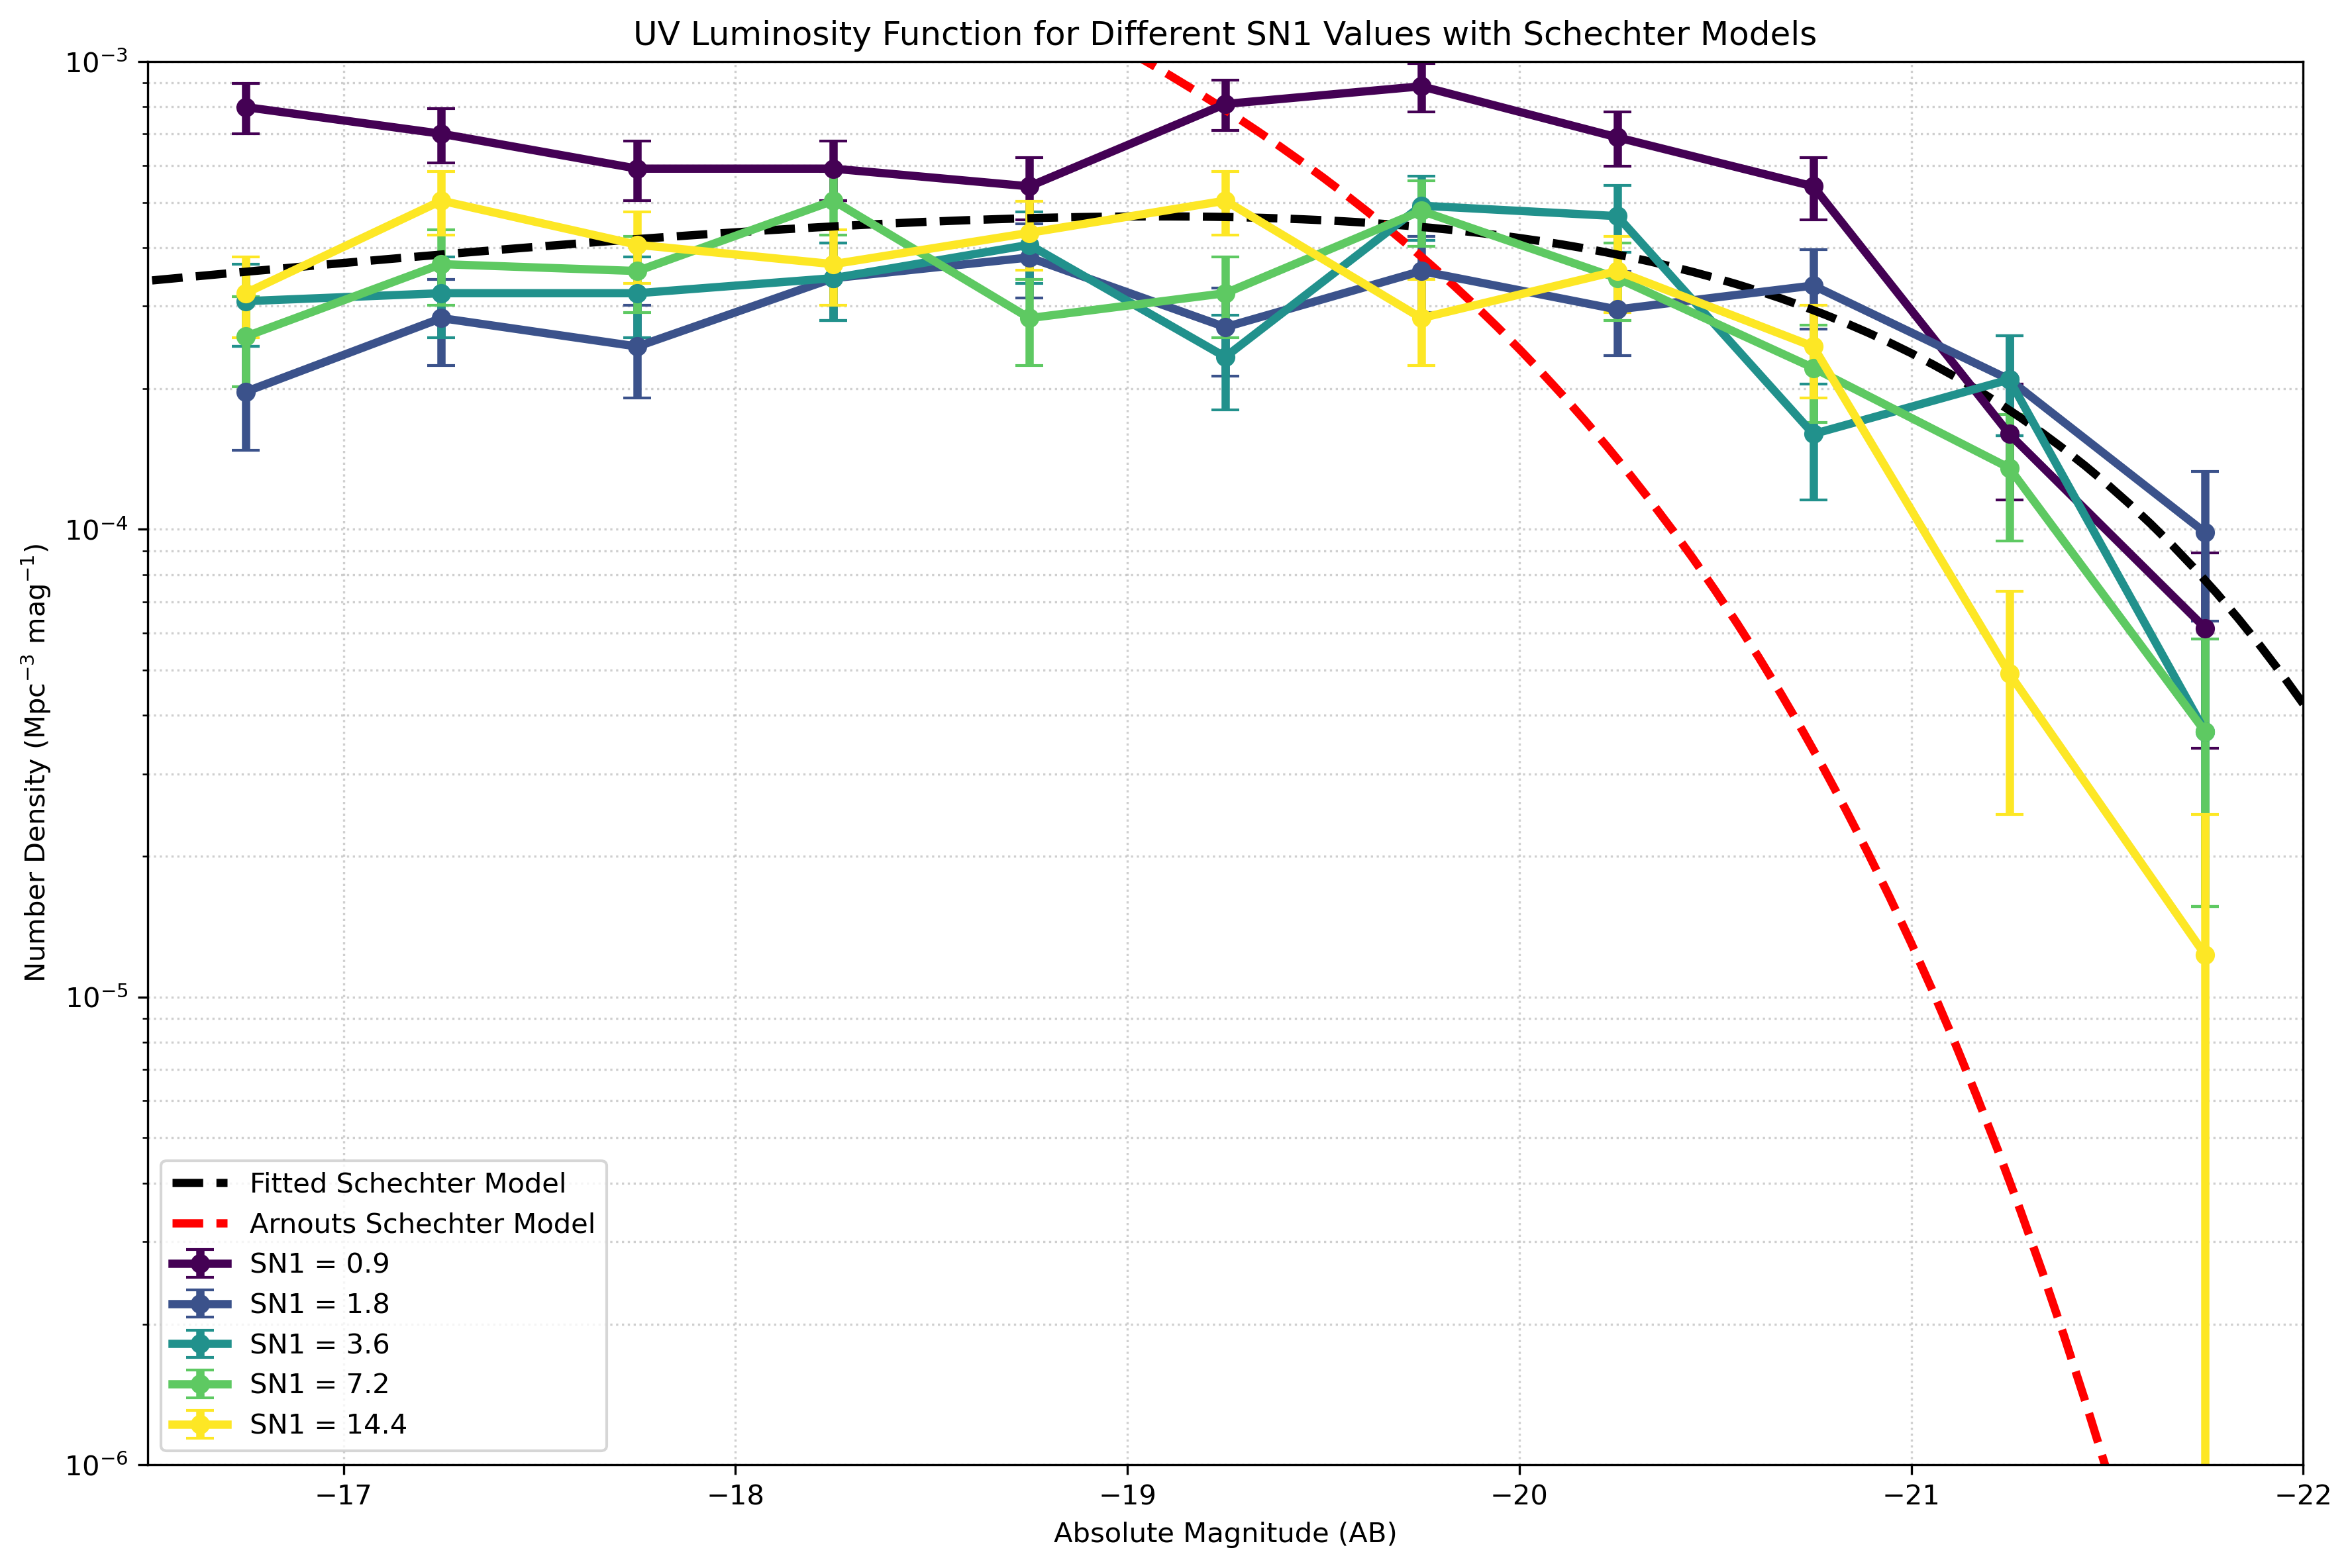 UV Luminosity Function for Different SN1 Values with Schechter Models
Number Density (Mpc⁻³ mag⁻¹)
10⁻³
10⁻⁴
10⁻⁵
10⁻⁶
Fitted Schechter Model
Arnouts Schechter Model
SN1 = 0.9
SN1 = 1.8
SN1 = 3.6
SN1 = 7.2
SN1 = 14.4
−17 −18 −19 −20 −21 −22
Absolute Magnitude (AB)